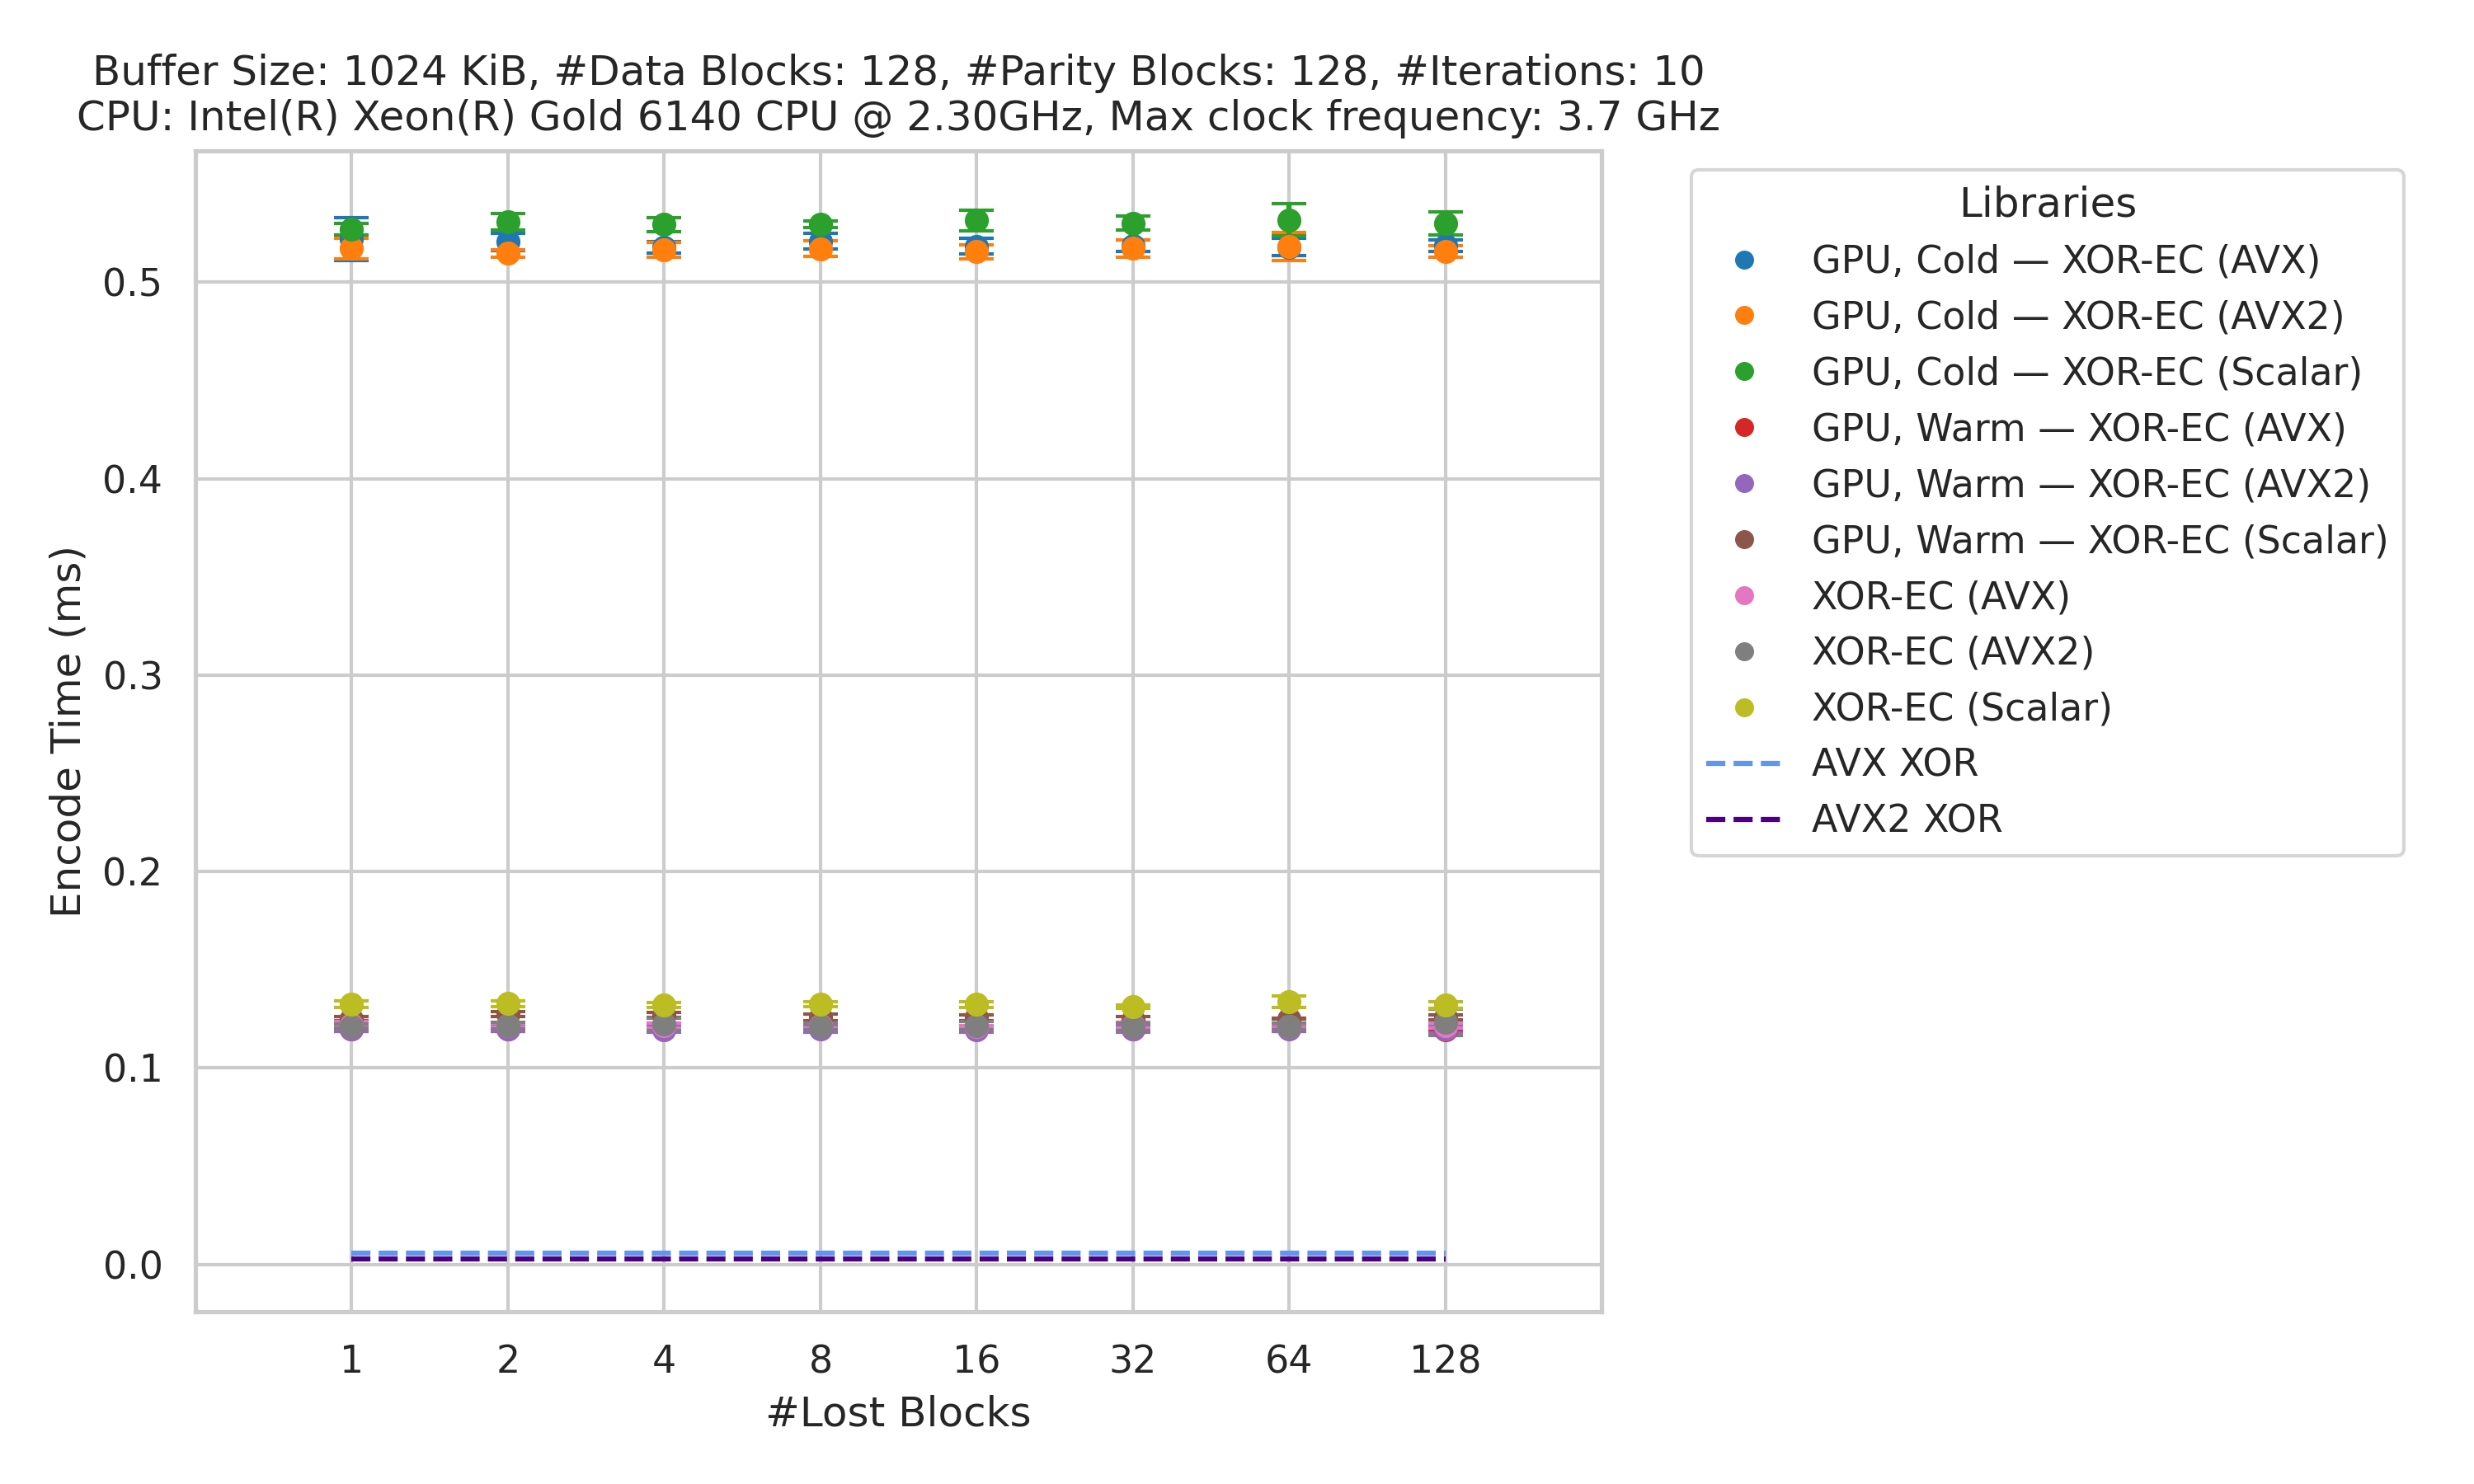 Buffer Size: 1024 KiB, #Data Blocks: 128, #Parity Blocks: 128, #Iterations: 10
CPU: Intel(R) Xeon(R) Gold 6140 CPU @ 2.30GHz, Max clock frequency: 3.7 GHz
Encode Time (ms)
0.5
0.4
0.3
0.2
0.1
0.0
1 2 4 8 16 32 64 128
#Lost Blocks
Libraries
GPU, Cold — XOR-EC (AVX)
GPU, Cold — XOR-EC (AVX2)
GPU, Cold — XOR-EC (Scalar)
GPU, Warm — XOR-EC (AVX)
GPU, Warm — XOR-EC (AVX2)
GPU, Warm — XOR-EC (Scalar)
XOR-EC (AVX)
XOR-EC (AVX2)
XOR-EC (Scalar)
AVX XOR
AVX2 XOR